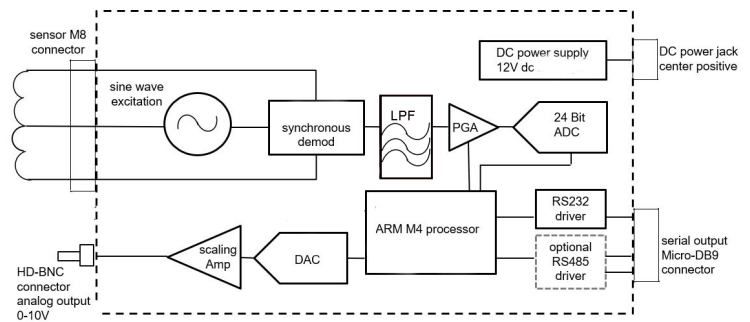 sensor M8
connector
sine wave
excitation
synchronous
demod
LPF
PGA
24 Bit
ADC
DC power supply
12V dc
DC power jack
center positive
ARM M4 processor
RS232
driver
optional
RS485
driver
serial output
Micro-DB9
connector
DAC
scaling
Amp
HD-BNC
connector
analog output
0-10V